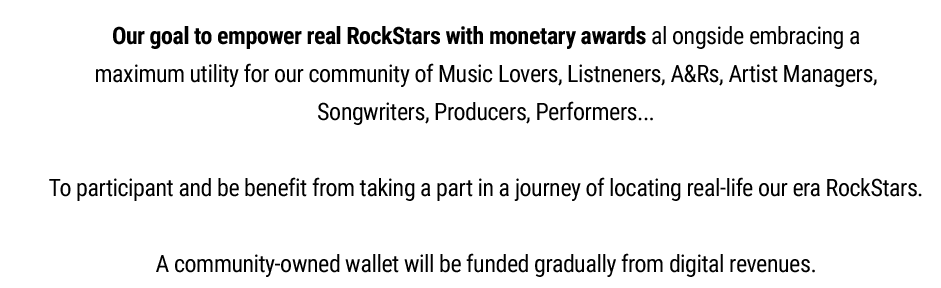 Our goal to empower real RockStars with monetary awards al ongside embracing a
maximum utility for our community of Music Lovers, Listneners, A&Rs, Artist Managers,
Songwriters, Producers, Performers...
To participant and be benefit from taking a part in a journey of locating real-life our era RockStars.
A community-owned wallet will be funded gradually from digital revenues.